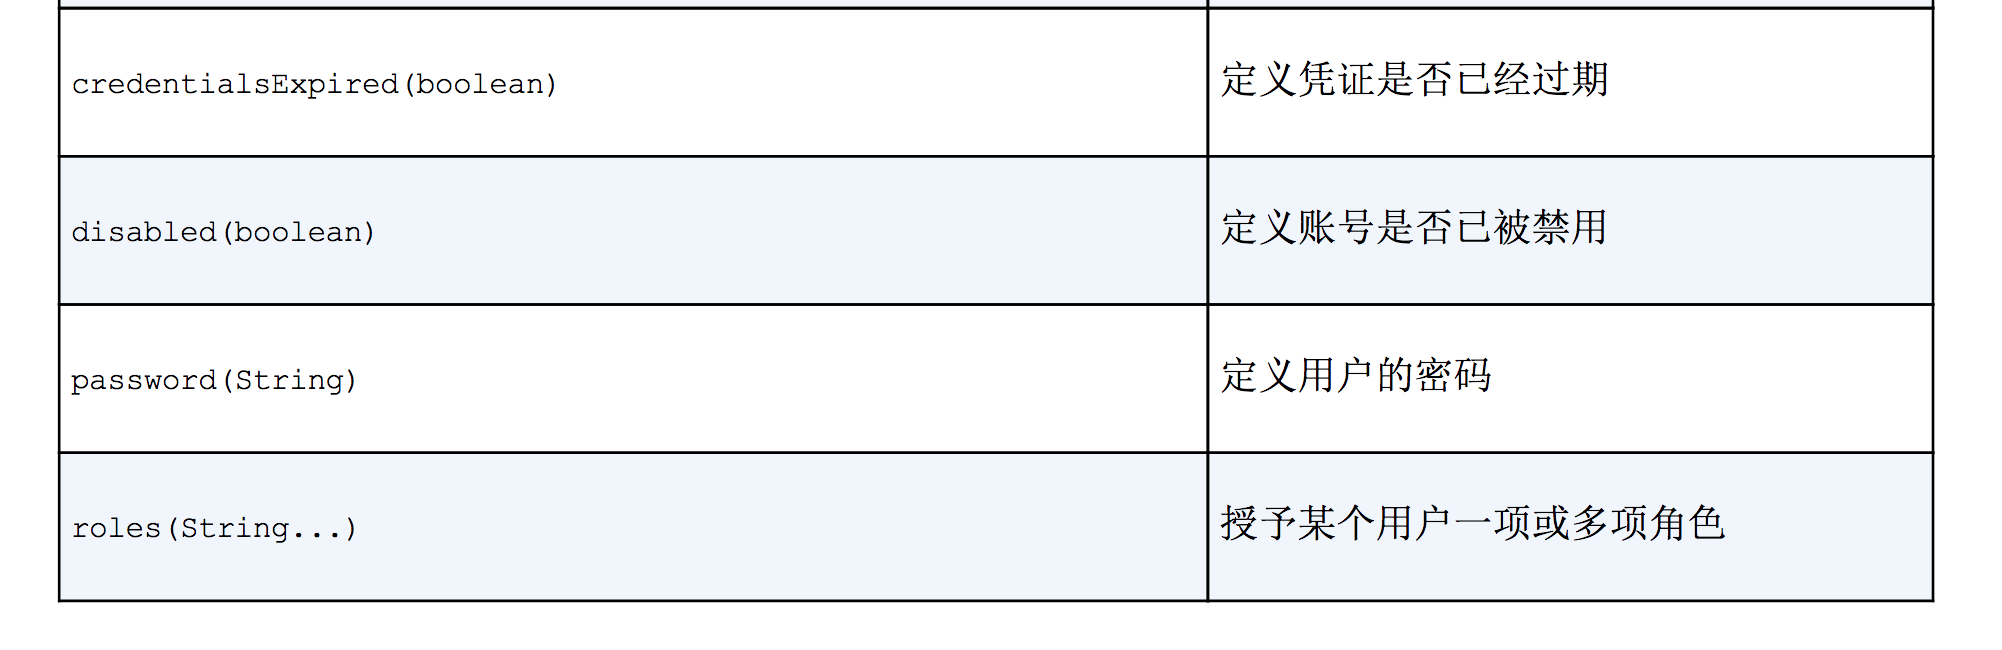 credentialsExpired(boolean) 定义凭证是否已经过期
disabled(boolean) 定义账号是否已被禁用
password(String) 定义用户的密码
roles(String...) 授予某个用户一项或多项角色